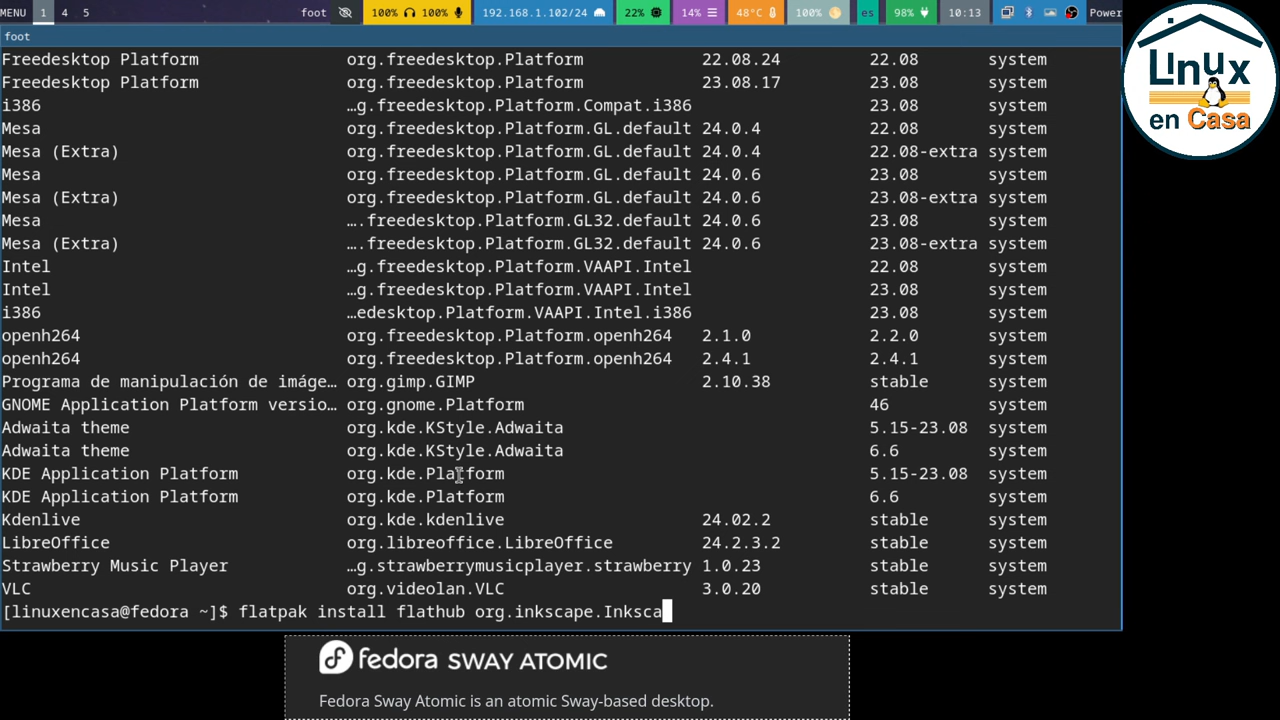 MENU 1 4 5 foot 100% 100% 192.168.1.102/24 22% 14% 48°C 100% es 98% 10:13 Power
foot
Freedesktop Platform org.freedesktop.Platform 22.08.24 22.08 system
Freedesktop Platform org.freedesktop.Platform 23.08.17 23.08 system
i386 …g.freedesktop.Platform.Compat.i386 23.08 system
Mesa org.freedesktop.Platform.GL.default 24.0.4 22.08 system
Mesa (Extra) org.freedesktop.Platform.GL.default 24.0.4 22.08-extra system
Mesa org.freedesktop.Platform.GL.default 24.0.6 23.08 system
Mesa (Extra) org.freedesktop.Platform.GL.default 24.0.6 23.08-extra system
Mesa ….freedesktop.Platform.GL32.default 24.0.6 23.08 system
Mesa (Extra) ….freedesktop.Platform.GL32.default 24.0.6 23.08-extra system
Intel …g.freedesktop.Platform.VAAPI.Intel 22.08 system
Intel …g.freedesktop.Platform.VAAPI.Intel 23.08 system
i386 …edesktop.Platform.VAAPI.Intel.i386 23.08 system
openh264 org.freedesktop.Platform.openh264 2.1.0 2.2.0 system
openh264 org.freedesktop.Platform.openh264 2.4.1 2.4.1 system
Programa de manipulación de imáge… org.gimp.GIMP 2.10.38 stable system
GNOME Application Platform versio… org.gnome.Platform 46 system
Adwaita theme org.kde.KStyle.Adwaita 5.15-23.08 system
Adwaita theme org.kde.KStyle.Adwaita 6.6 system
KDE Application Platform org.kde.Platform 5.15-23.08 system
KDE Application Platform org.kde.Platform 6.6 system
Kdenlive org.kde.kdenlive 24.02.2 stable system
LibreOffice org.libreoffice.LibreOffice 24.2.3.2 stable system
Strawberry Music Player …g.strawberrymusicplayer.strawberry 1.0.23 stable system
VLC org.videolan.VLC 3.0.20 stable system
[linuxencasa@fedora ~]$ flatpak install flathub org.inkscape.Inksca
Linux
en Casa
fedora SWAY ATOMIC
Fedora Sway Atomic is an atomic Sway-based desktop.